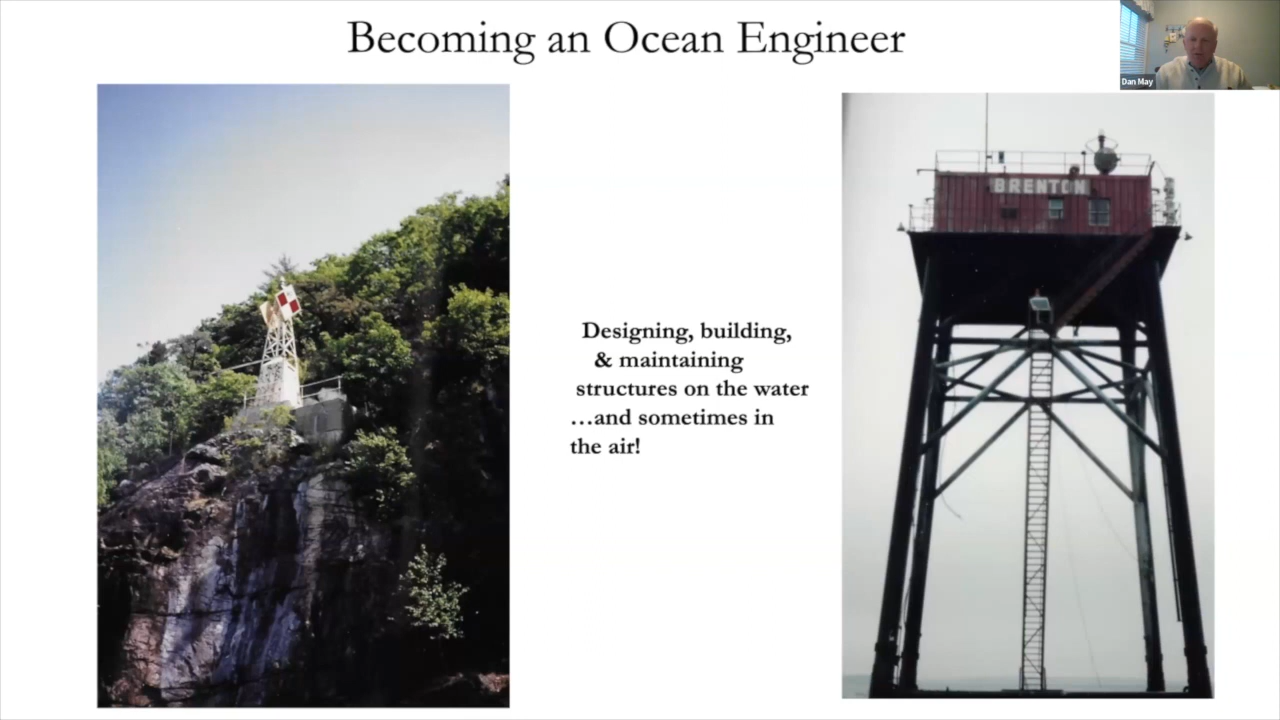 Becoming an Ocean Engineer
Dan May
BRENTON
Designing, building,
& maintaining
structures on the water
…and sometimes in
the air!